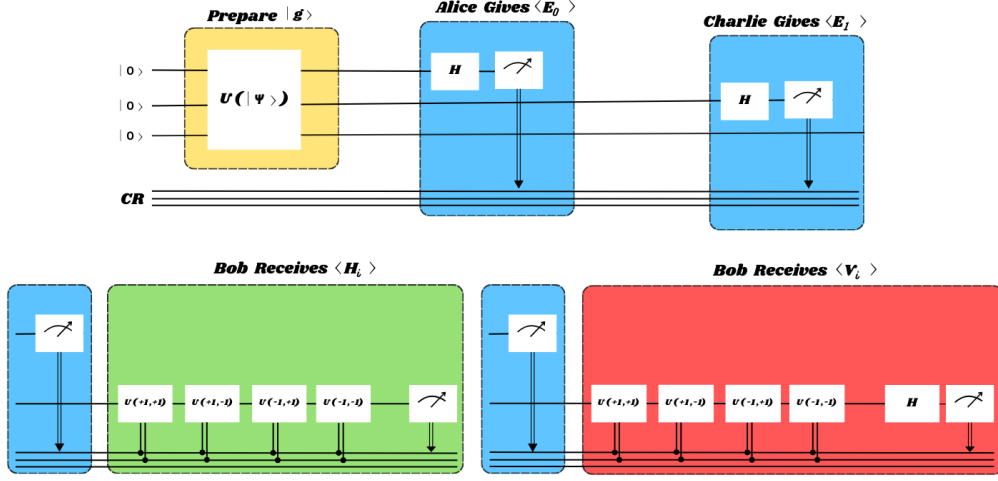 Prepare |g⟩
Alice Gives ⟨E₀⟩
Charlie Gives ⟨E₁⟩
|0⟩
|0⟩
|0⟩
U(|Ψ⟩)
H
H
CR
Bob Receives ⟨Hᵢ⟩
Bob Receives ⟨Vᵢ⟩
U(+1,+1) U(+1,-1) U(-1,+1) U(-1,-1)
U(+1,+1) U(+1,-1) U(-1,+1) U(-1,-1) H